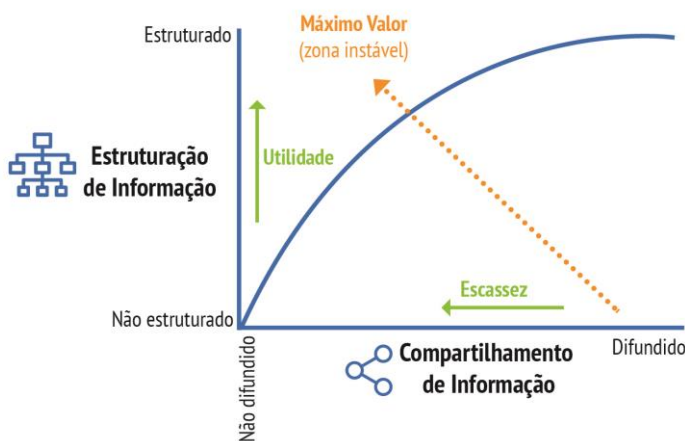 Estruturado
Máximo Valor
(zona instável)
Estruturação
de Informação
Utilidade
Escassez
Não estruturado
Não difundido
Compartilhamento
de Informação
Difundido